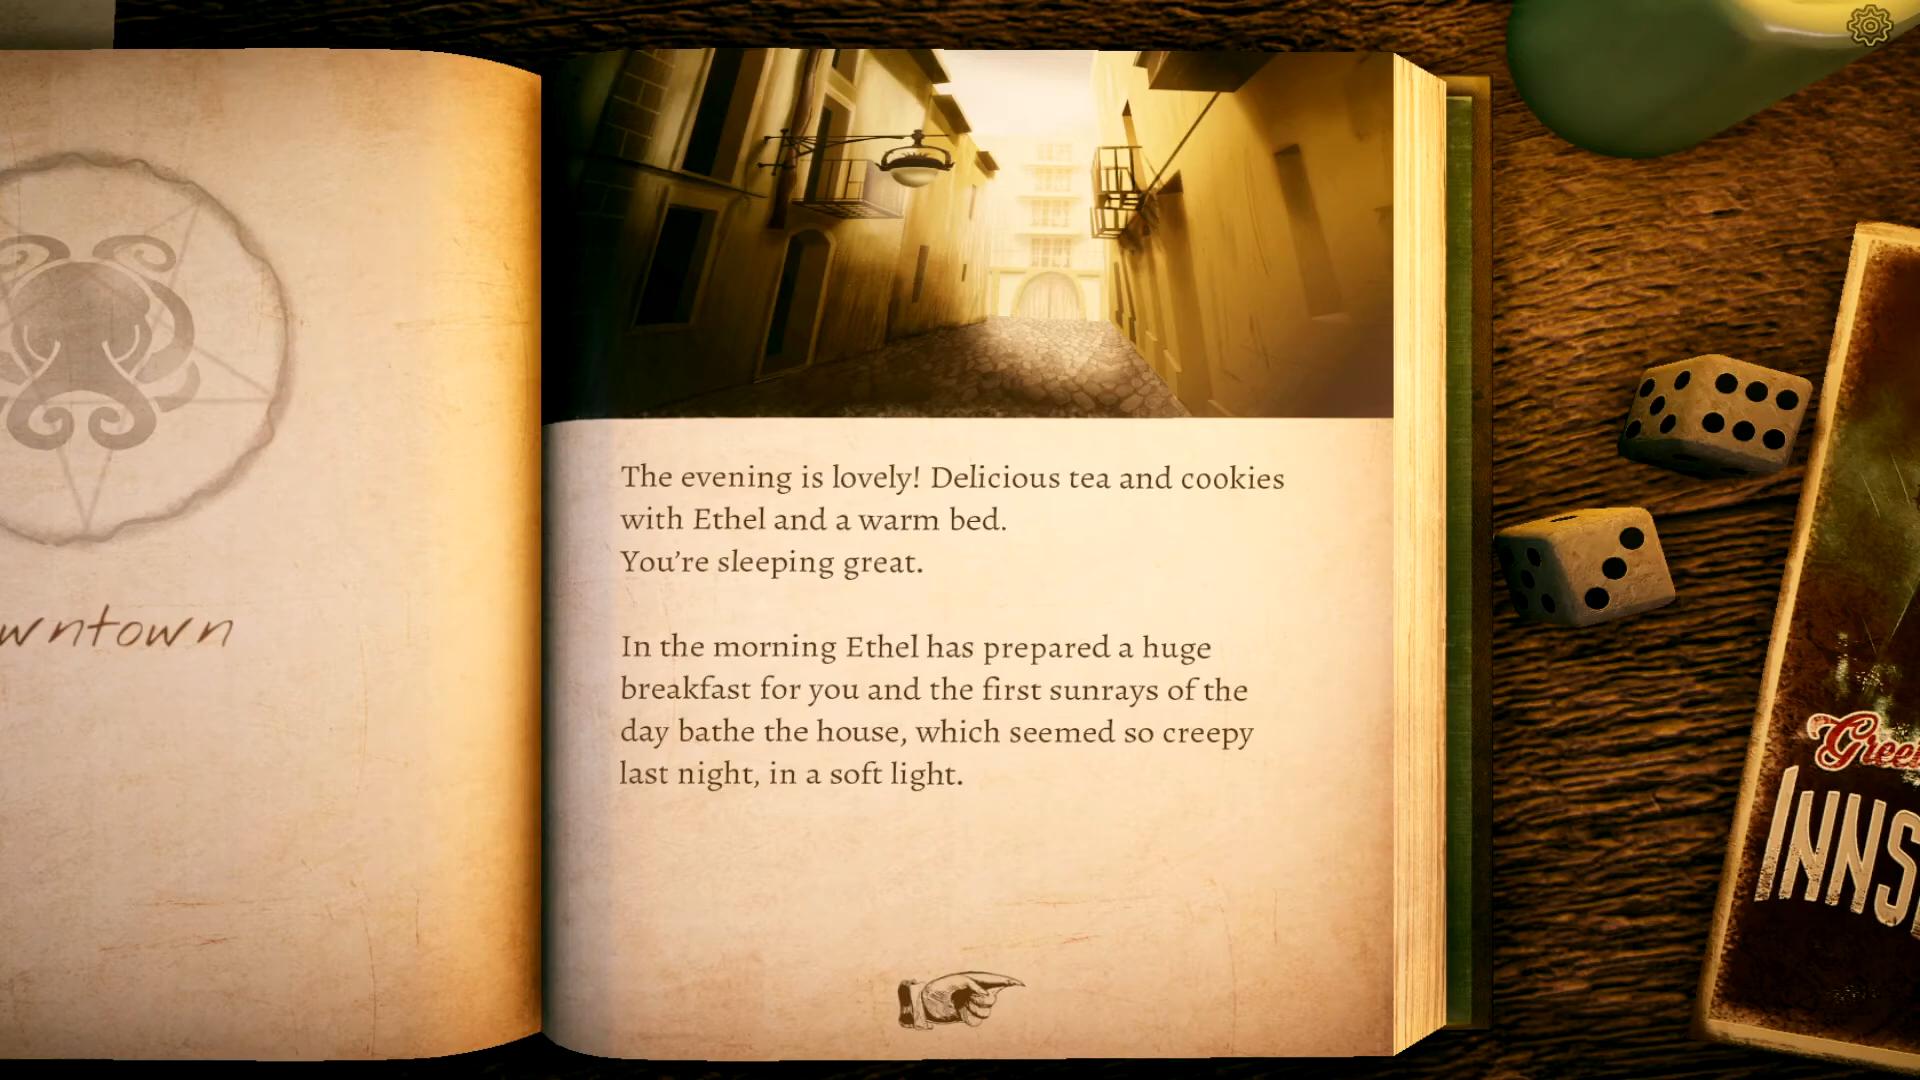 wntown
The evening is lovely! Delicious tea and cookies
with Ethel and a warm bed.
You're sleeping great.
In the morning Ethel has prepared a huge
breakfast for you and the first sunrays of the
day bathe the house, which seemed so creepy
last night, in a soft light.
Gree
INNS